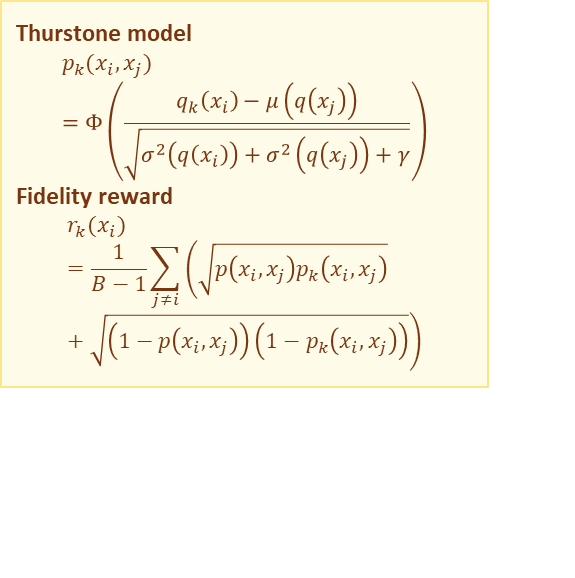 Thurstone model
p_k(x_i, x_j)
= Φ( (q_k(x_i) − μ(q(x_j))) / √(σ²(q(x_i)) + σ²(q(x_j)) + γ) )
Fidelity reward
r_k(x_i)
= 1/(B − 1) ∑_{j≠i} ( √(p(x_i, x_j)p_k(x_i, x_j))
+ √((1 − p(x_i, x_j))(1 − p_k(x_i, x_j))) )